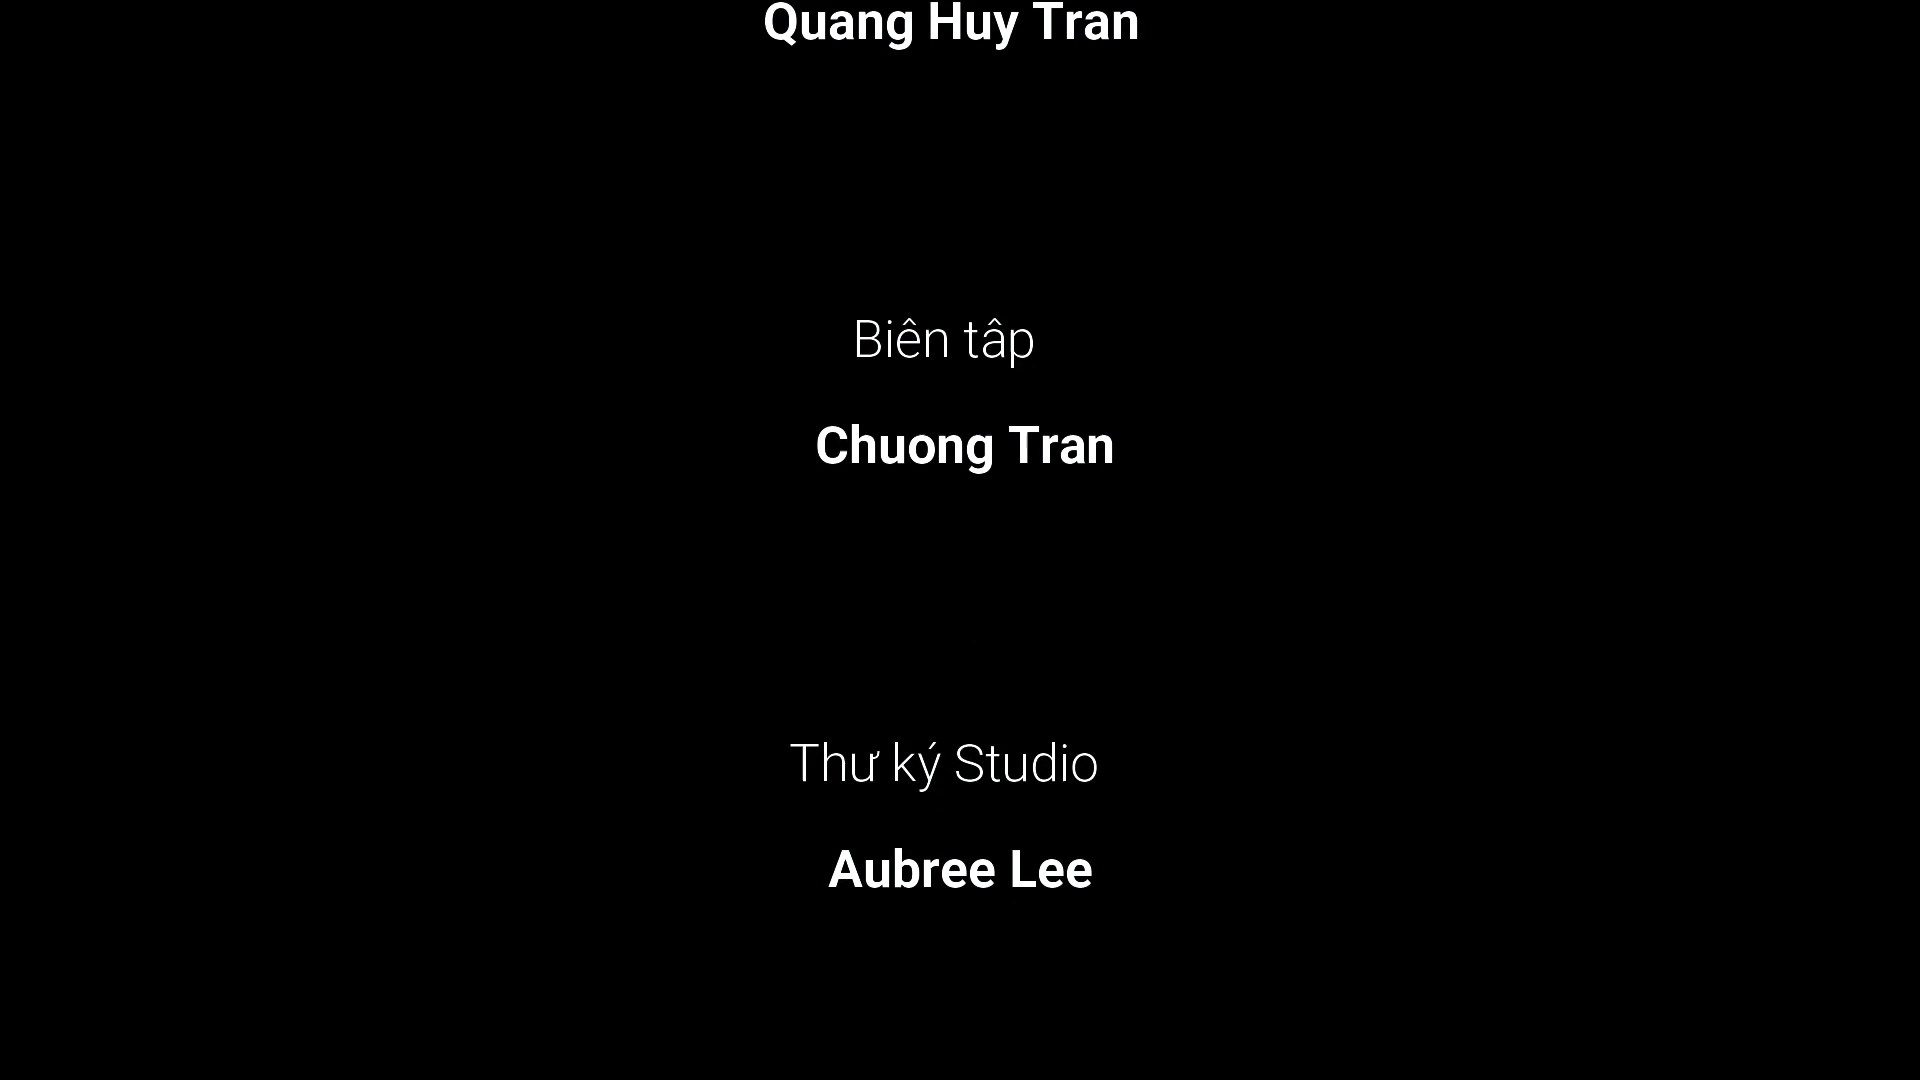 Quang Huy Tran
Biên tâp
Chuong Tran
Thư ký Studio
Aubree Lee